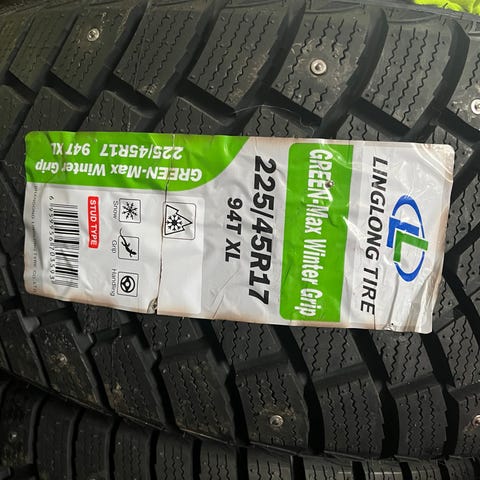 LINGLONG TIRE
GREEN-Max Winter Grip
225/45R17
94T XL
Snow
Grip
Handling
STUD TYPE
GREEN-Max Winter Grip
225/45R17 94T XL